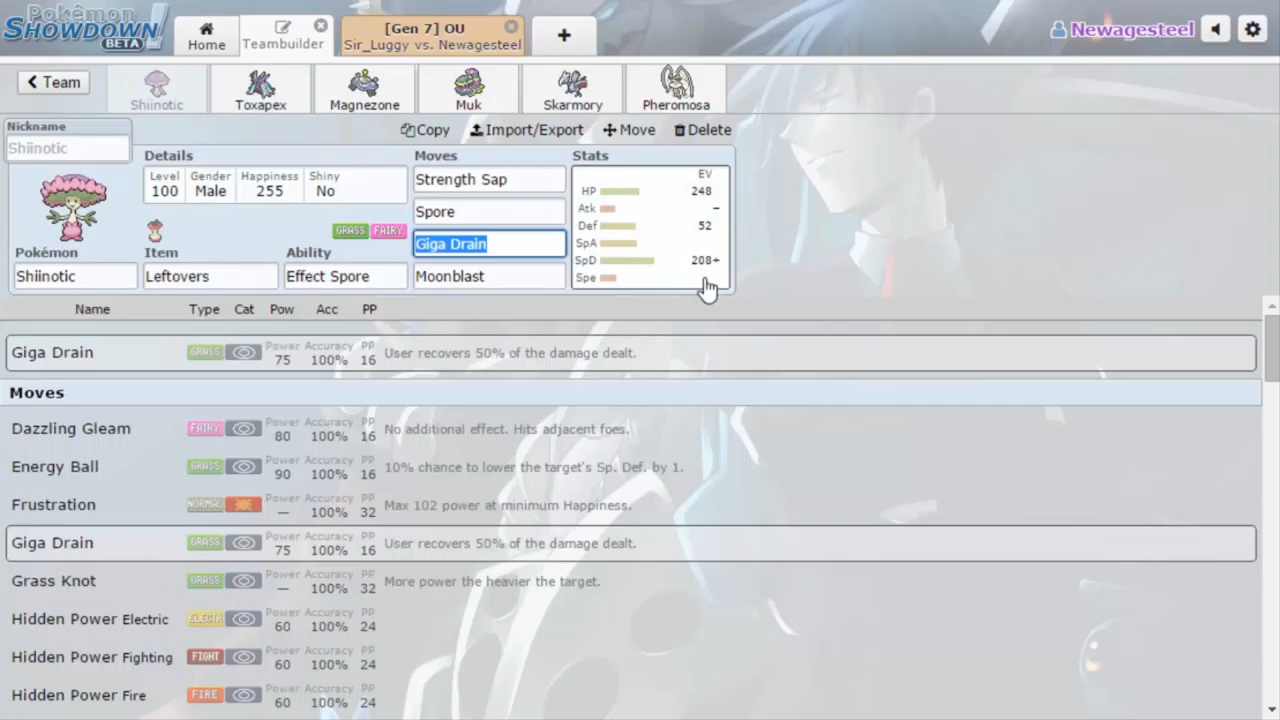 Pokémon
SHOWDOWN!
BETA
Home
Teambuilder
[Gen 7] OU
Sir_Luggy vs. Newagesteel
+
Newagesteel
< Team
Shiinotic
Toxapex
Magnezone
Muk
Skarmory
Pheromosa
Nickname
Shiinotic
Copy Import/Export Move Delete
Details
Level Gender Happiness Shiny
100 Male 255 No
GRASS FAIRY
Pokémon Item Ability
Shiinotic Leftovers Effect Spore
Moves
Strength Sap
Spore
Giga Drain
Moonblast
Stats
EV
HP 248
Atk –
Def 52
SpA
SpD 208+
Spe
Name Type Cat Pow Acc PP
Giga Drain GRASS Power 75 Accuracy 100% PP 16 User recovers 50% of the damage dealt.
Moves
Dazzling Gleam FAIRY Power 80 Accuracy 100% PP 16 No additional effect. Hits adjacent foes.
Energy Ball GRASS Power 90 Accuracy 100% PP 16 10% chance to lower the target's Sp. Def. by 1.
Frustration NORMAL Power — Accuracy 100% PP 32 Max 102 power at minimum Happiness.
Giga Drain GRASS Power 75 Accuracy 100% PP 16 User recovers 50% of the damage dealt.
Grass Knot GRASS Power — Accuracy 100% PP 32 More power the heavier the target.
Hidden Power Electric ELECTR Power 60 Accuracy 100% PP 24
Hidden Power Fighting FIGHT Power 60 Accuracy 100% PP 24
Hidden Power Fire FIRE Power 60 Accuracy 100% PP 24